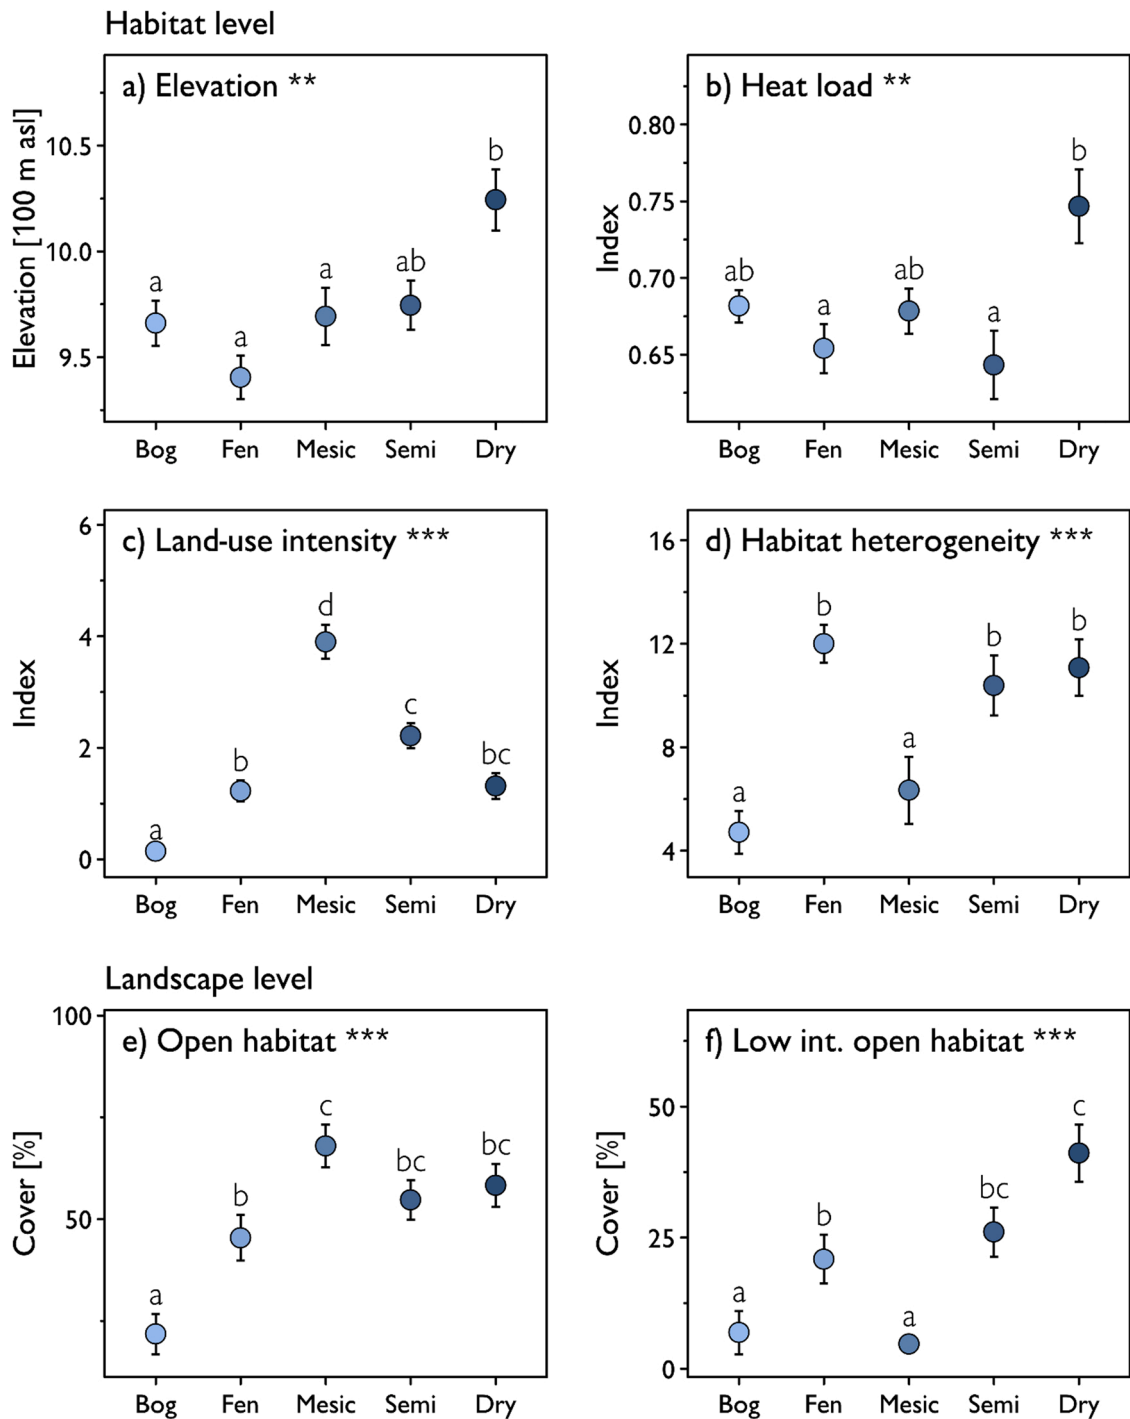 Habitat level
a) Elevation **
Elevation [100 m asl]
10.5
10.0
9.5
a
a
a
ab
b
Bog Fen Mesic Semi Dry
b) Heat load **
Index
0.80
0.75
0.70
0.65
ab
a
ab
a
b
Bog Fen Mesic Semi Dry
c) Land-use intensity ***
Index
6
4
2
0
a
b
d
c
bc
Bog Fen Mesic Semi Dry
d) Habitat heterogeneity ***
Index
16
12
8
4
a
b
a
b
b
Bog Fen Mesic Semi Dry
Landscape level
e) Open habitat ***
Cover [%]
100
50
a
b
c
bc
bc
Bog Fen Mesic Semi Dry
f) Low int. open habitat ***
Cover [%]
50
25
0
a
b
a
bc
c
Bog Fen Mesic Semi Dry